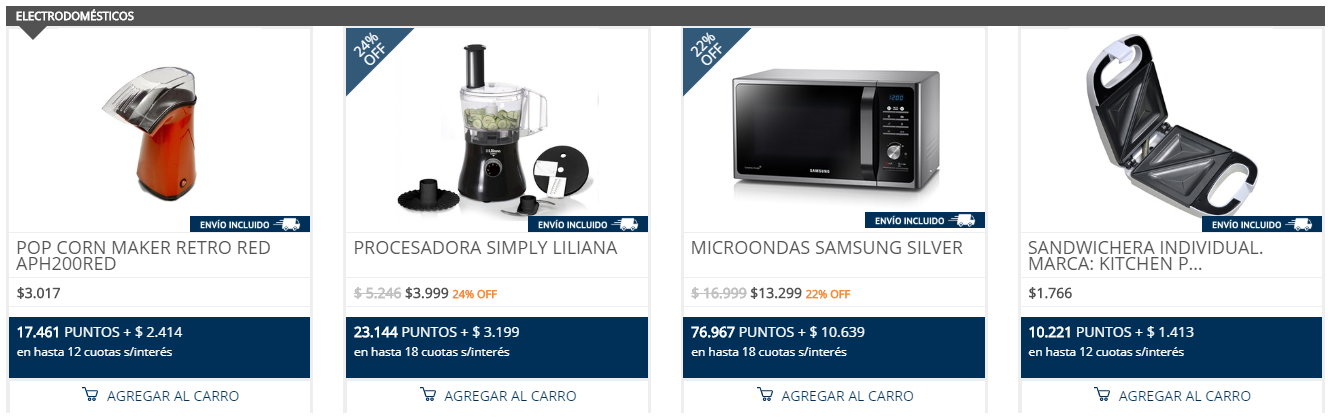 ELECTRODOMÉSTICOS
ENVÍO INCLUIDO
POP CORN MAKER RETRO RED
APH200RED
$3.017
17.461 PUNTOS + $ 2.414
en hasta 12 cuotas s/interés
AGREGAR AL CARRO
24%
OFF
Liliana
ENVÍO INCLUIDO
PROCESADORA SIMPLY LILIANA
$ 5.246 $3.999 24% OFF
23.144 PUNTOS + $ 3.199
en hasta 18 cuotas s/interés
AGREGAR AL CARRO
22%
OFF
12:00
SAMSUNG
ENVÍO INCLUIDO
MICROONDAS SAMSUNG SILVER
$ 16.999 $13.299 22% OFF
76.967 PUNTOS + $ 10.639
en hasta 18 cuotas s/interés
AGREGAR AL CARRO
ENVÍO INCLUIDO
SANDWICHERA INDIVIDUAL.
MARCA: KITCHEN P...
$1.766
10.221 PUNTOS + $ 1.413
en hasta 12 cuotas s/interés
AGREGAR AL CARRO